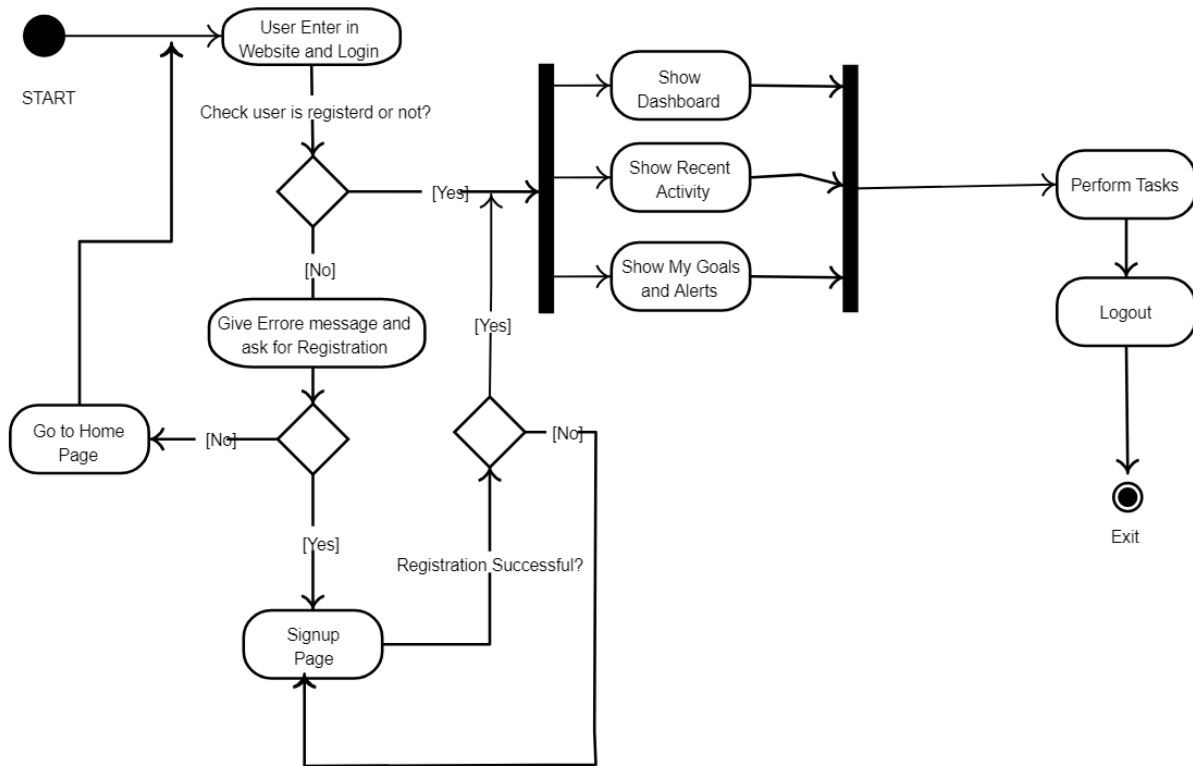 User Enter in
Website and Login
START
Check user is registerd or not?
[Yes]
[No]
Give Errore message and
ask for Registration
[No]
Go to Home
Page
[Yes]
Signup
Page
Registration Successful?
[Yes]
[No]
Show
Dashboard
Show Recent
Activity
Show My Goals
and Alerts
Perform Tasks
Logout
Exit